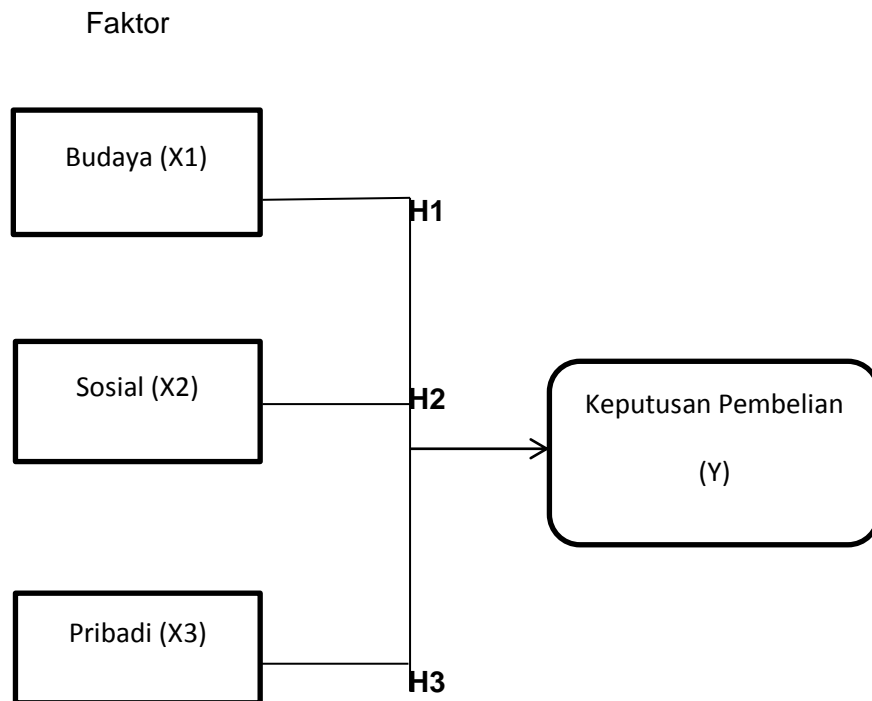 Faktor
Budaya (X1)
H1
Sosial (X2)
H2
Keputusan Pembelian
(Y)
Pribadi (X3)
H3